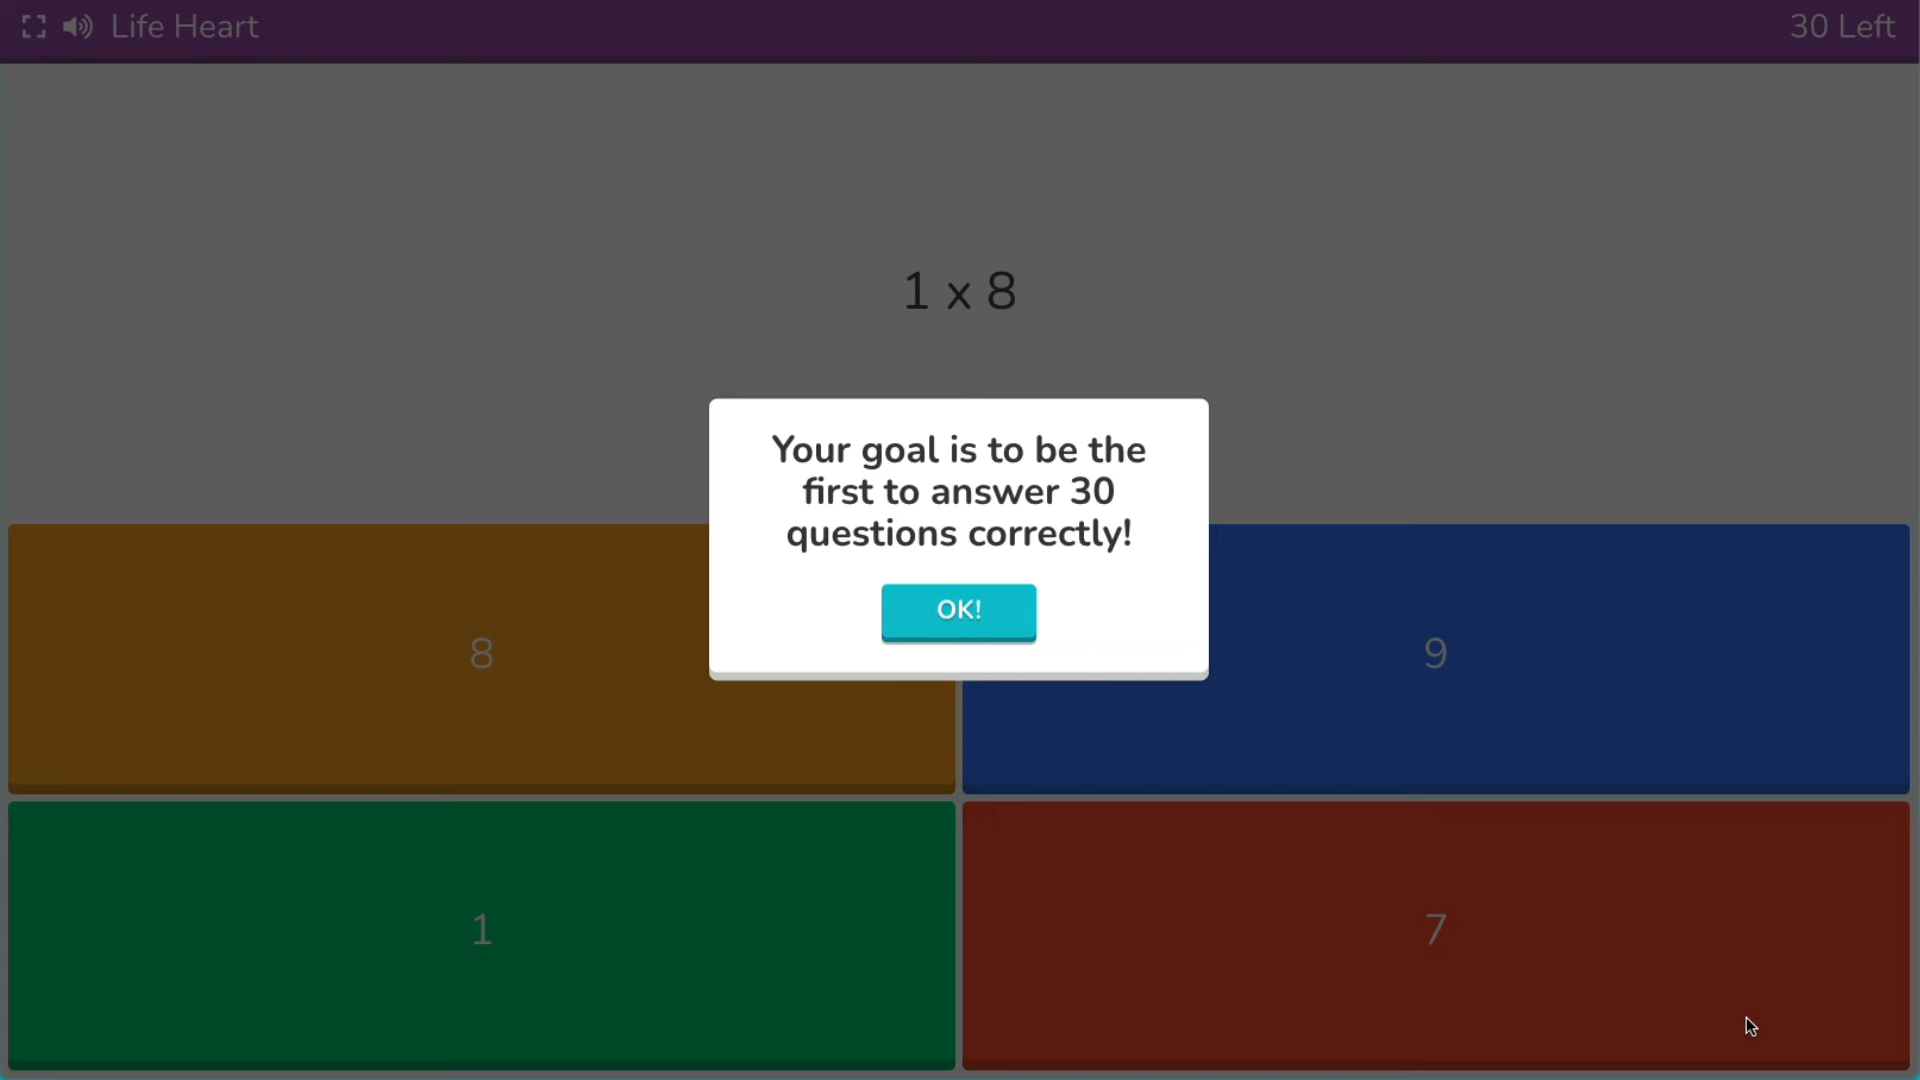 Life Heart
30 Left
1 x 8
Your goal is to be the
first to answer 30
questions correctly!
OK!
8
9
1
7